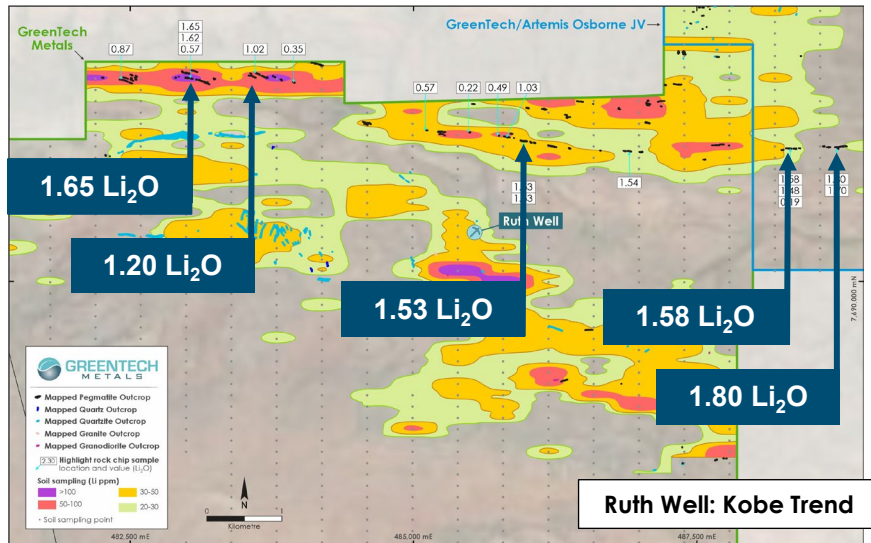 GreenTech
Metals
GreenTech/Artemis Osborne JV
1.65
1.62
0.87
0.57
1.02
0.35
0.57
0.22
0.49
1.03
1.65 Li₂O
1.20 Li₂O
1.53 Li₂O
1.58 Li₂O
1.80 Li₂O
1.54
Ruth Well
7,690,000 mN
GREENTECH
METALS
Mapped Pegmatite Outcrop
Mapped Quartz Outcrop
Mapped Quartzite Outcrop
Mapped Granite Outcrop
Mapped Granodiorite Outcrop
2.30 Highlight rock chip sample
location and value (Li₂O)
Soil sampling (Li ppm)
>100
30-50
50-100
20-30
Soil sampling point
N
0
1
Kilometre
Ruth Well: Kobe Trend
482,500 mE
485,000 mE
487,500 mE